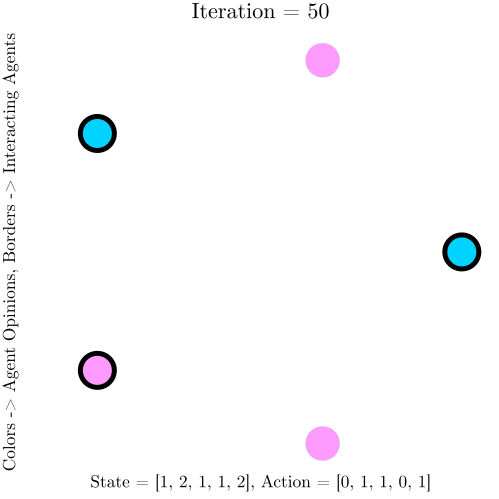 Iteration = 50
Colors -> Agent Opinions, Borders -> Interacting Agents
State = [1, 2, 1, 1, 2], Action = [0, 1, 1, 0, 1]